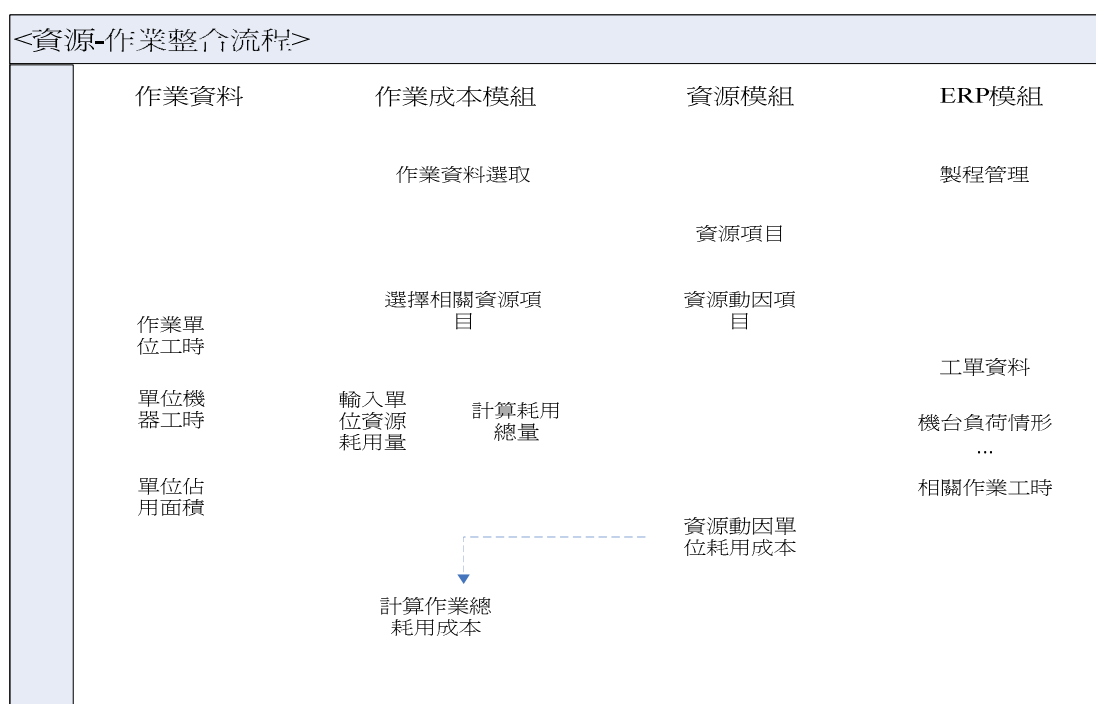 <資源-作業整合流程>
作業資料
作業成本模組
資源模組
ERP模組
作業資料選取
製程管理
資源項目
選擇相關資源項
目
資源動因項
目
作業單
位工時
工單資料
單位機
器工時
輸入單
位資源
耗用量
計算耗用
總量
機台負荷情形
...
單位佔
用面積
相關作業工時
資源動因單
位耗用成本
計算作業總
耗用成本